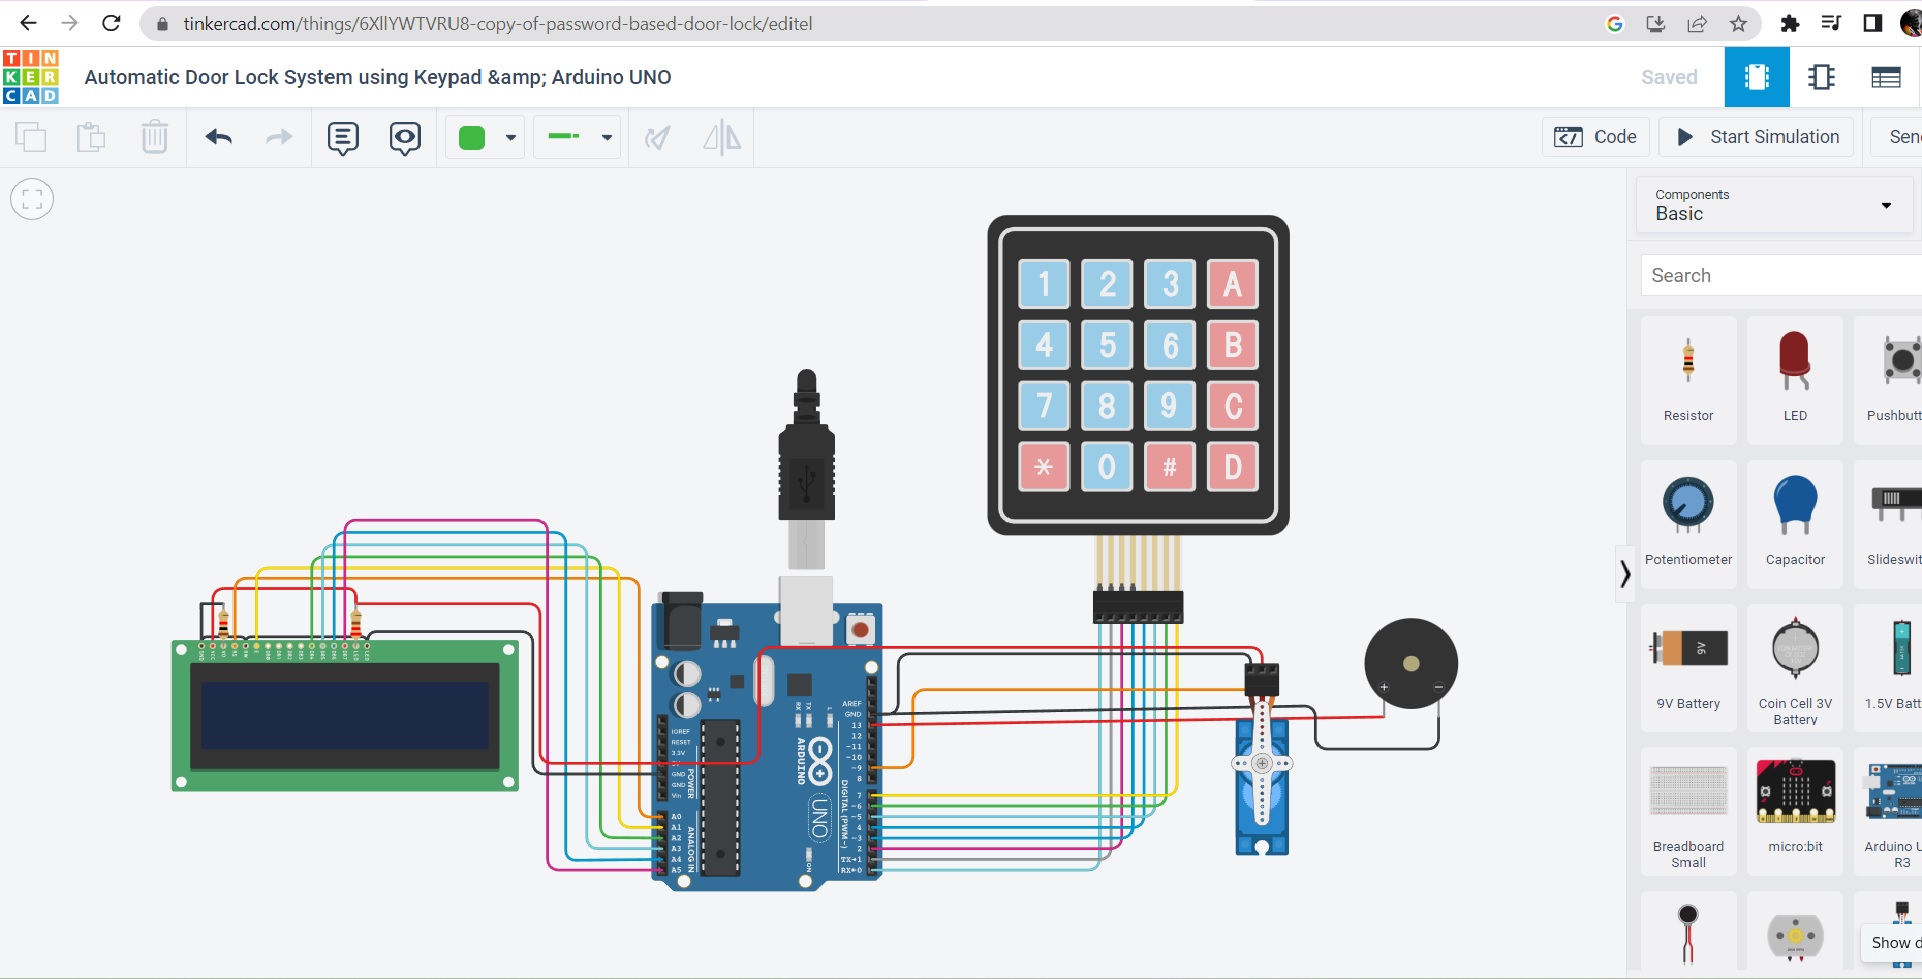 tinkercad.com/things/6XllYWTVRU8-copy-of-password-based-door-lock/editel
TIN
KER
CAD
Automatic Door Lock System using Keypad &amp; Arduino UNO
Saved
Code
Start Simulation
Sen
Components
Basic
Search
Resistor
LED
Pushbutt
Potentiometer
Capacitor
Slideswit
9V
9V Battery
Coin Cell 3V
Battery
1.5V Batt
Breadboard
Small
micro:bit
Arduino U
R3
Show d
1 2 3 A
4 5 6 B
7 8 9 C
* 0 # D
IOREF
RESET
3.3V
5V
GND
GND
Vin
POWER
A0
A1
A2
A3
A4
A5
ANALOG IN
RX
TX
L
ARDUINO
UNO
ON
AREF
GND
13
12
~11
~10
~9
8
7
~6
~5
4
~3
2
TX→1
RX←0
DIGITAL (PWM~)
+
−